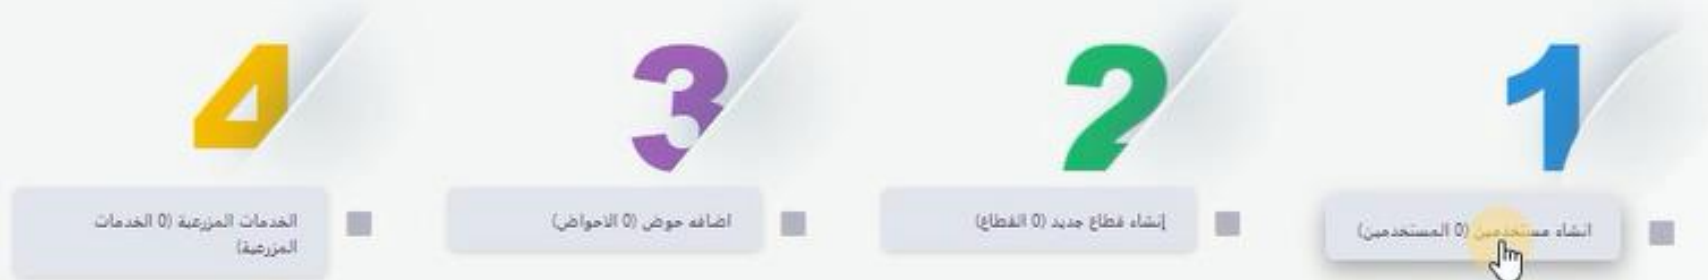 1
انشاء مستخدمين (0 المستخدمين)
2
إنشاء قطاع جديد (0 القطاع)
3
اضافه حوض (0 الاحواض)
4
الخدمات المزرعية (0 الخدمات
المزرعية)